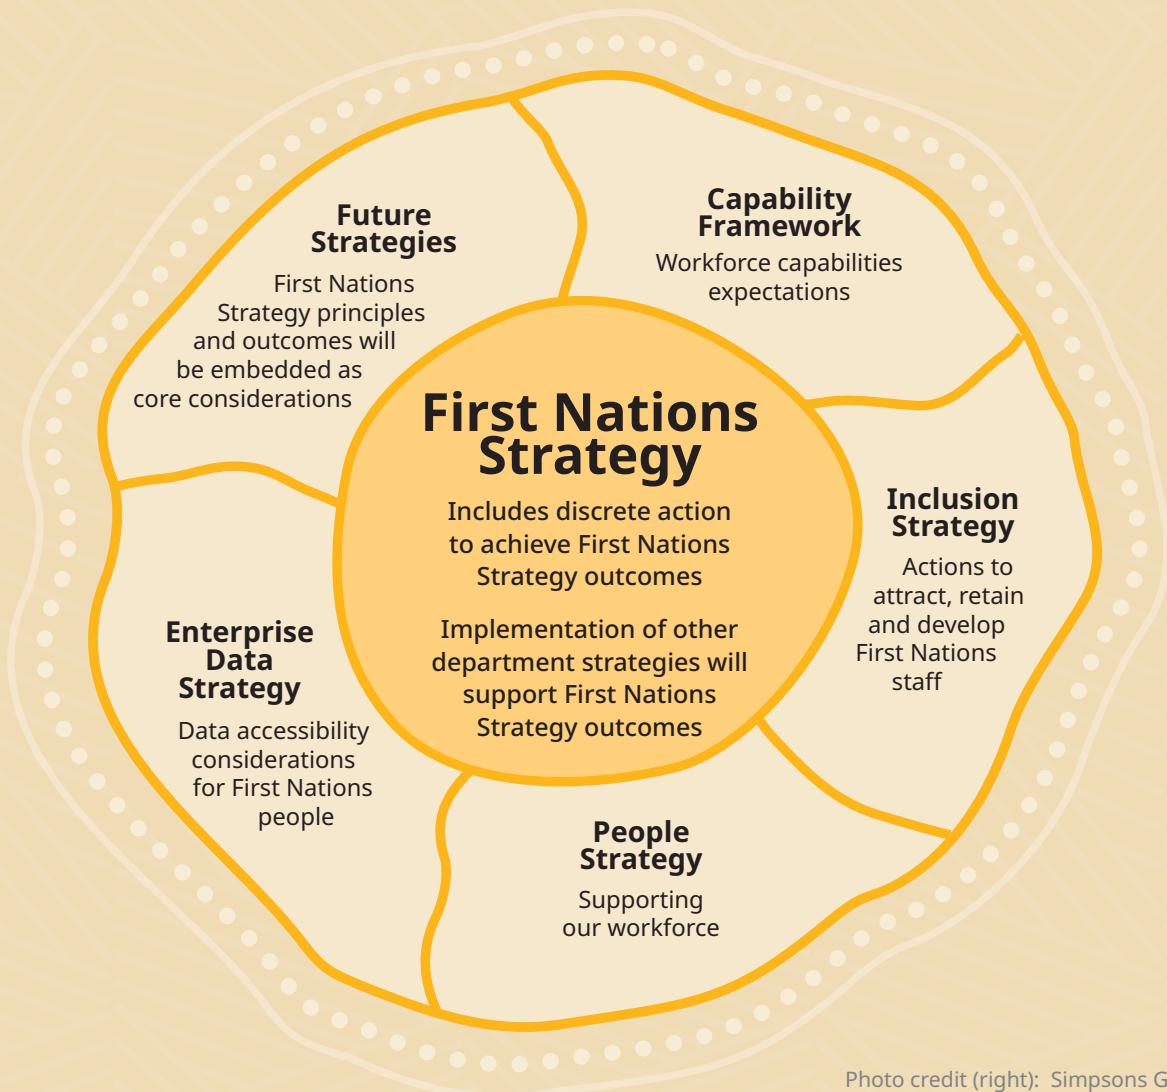 Future
Strategies
First Nations
Strategy principles
and outcomes will
be embedded as
core considerations
Capability
Framework
Workforce capabilities
expectations
First Nations
Strategy
Includes discrete action
to achieve First Nations
Strategy outcomes
Implementation of other
department strategies will
support First Nations
Strategy outcomes
Inclusion
Strategy
Actions to
attract, retain
and develop
First Nations
staff
Enterprise
Data
Strategy
Data accessibility
considerations
for First Nations
people
People
Strategy
Supporting
our workforce
Photo credit (right): Simpsons G